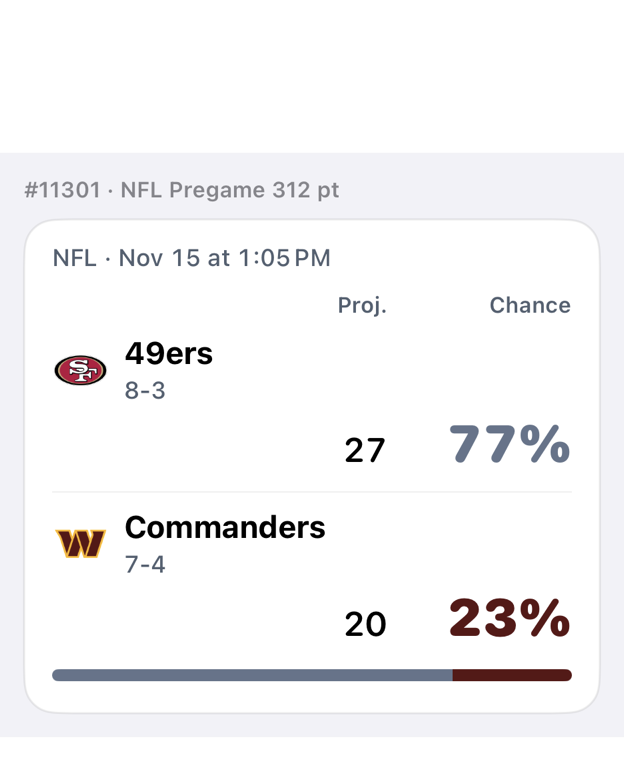 #11301 · NFL Pregame 312 pt
NFL · Nov 15 at 1:05 PM
Proj. Chance
49ers
8-3
27 77%
Commanders
7-4
20 23%